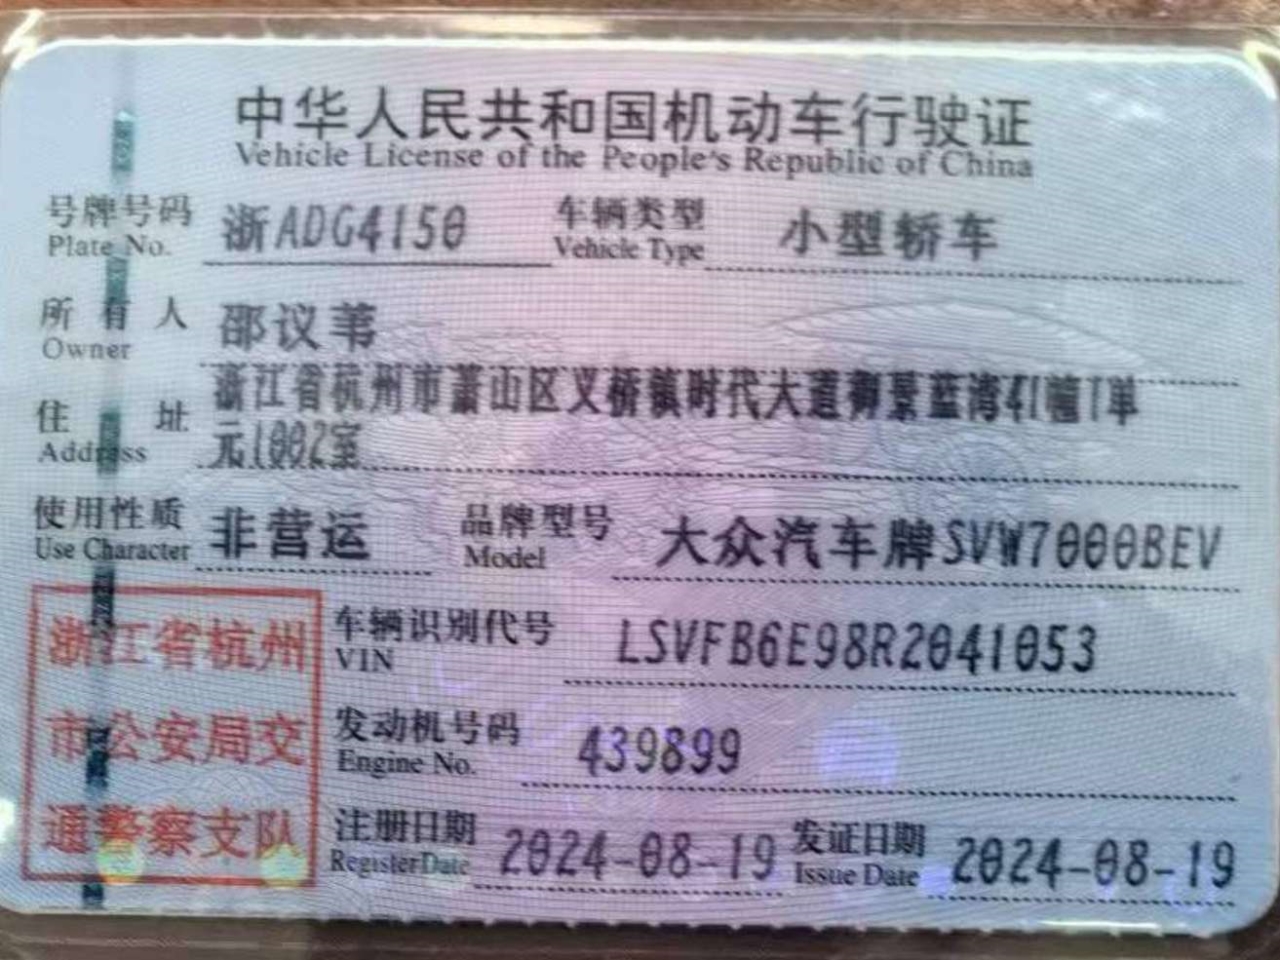 中华人民共和国机动车行驶证
Vehicle License of the People's Republic of China
号牌号码 浙ADG4150 车辆类型 小型轿车
Plate No. Vehicle Type
所有人 邵议苇
Owner
住址 浙江省杭州市萧山区义桥镇时代大道御景蓝湾41幢1单
Address 元1002室
使用性质 非营运 品牌型号 大众汽车牌SVW7000BEV
Use Character Model
浙江省杭州
市公安局交
通警察支队
车辆识别代号 LSVFB6E98R2041053
VIN
发动机号码 439899
Engine No.
注册日期 2024-08-19 发证日期 2024-08-19
Register Date Issue Date